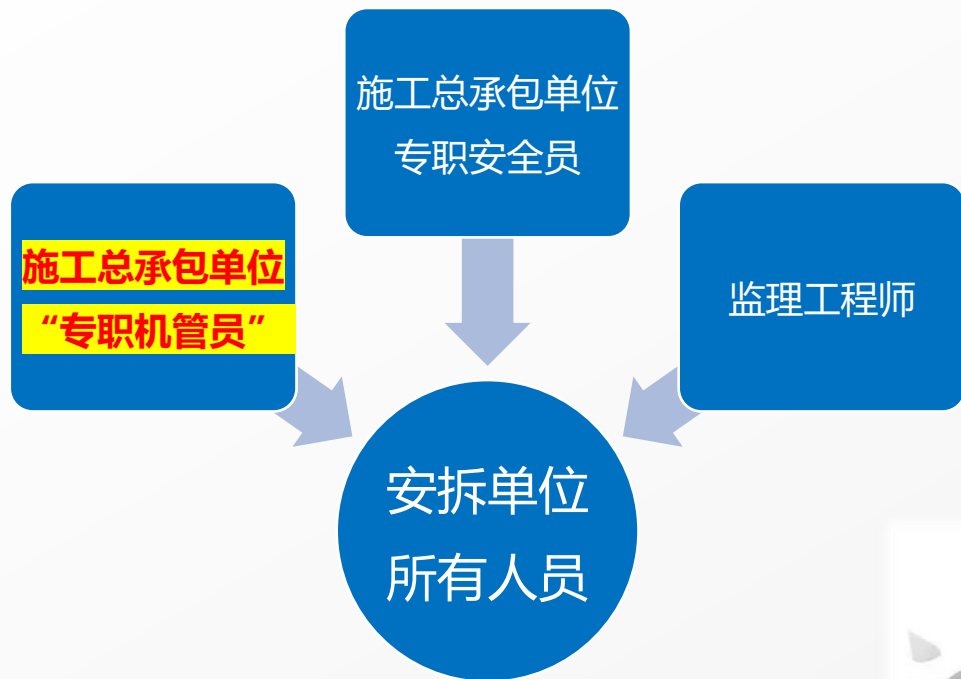 施工总承包单位
专职安全员
施工总承包单位
“专职机管员”
监理工程师
安拆单位
所有人员